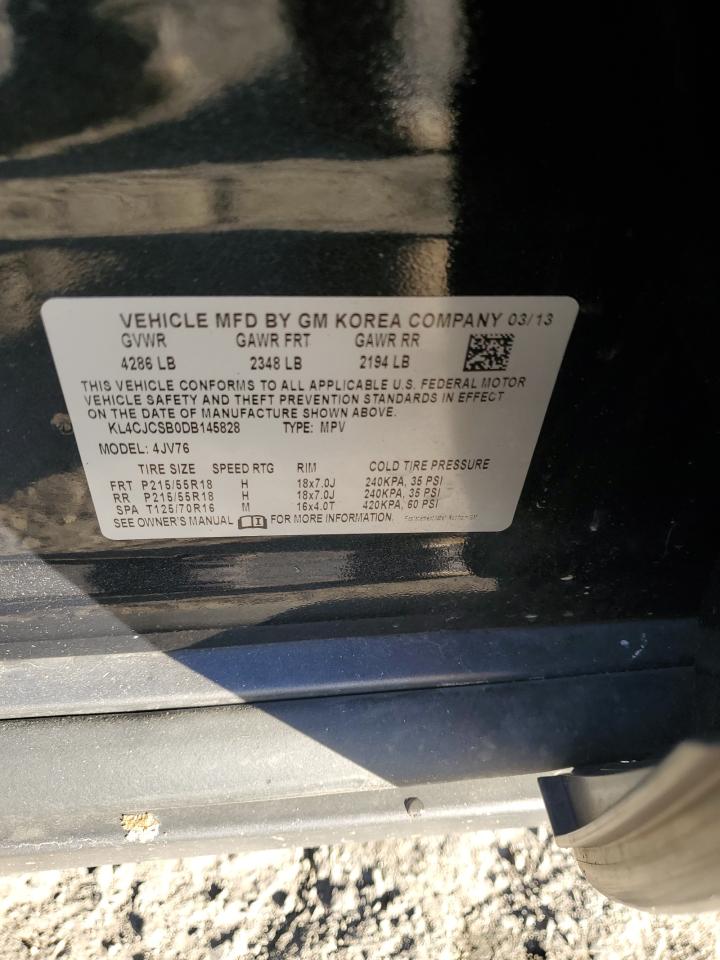 VEHICLE MFD BY GM KOREA COMPANY 03/13
GVWR GAWR FRT GAWR RR
4286 LB 2348 LB 2194 LB
THIS VEHICLE CONFORMS TO ALL APPLICABLE U.S. FEDERAL MOTOR
VEHICLE SAFETY AND THEFT PREVENTION STANDARDS IN EFFECT
ON THE DATE OF MANUFACTURE SHOWN ABOVE.
KL4CJCSB0DB145828 TYPE: MPV
MODEL: 4JV76
TIRE SIZE SPEED RTG RIM COLD TIRE PRESSURE
FRT P215/55R18 H 18x7.0J 240KPA, 35 PSI
RR P215/55R18 H 18x7.0J 240KPA, 35 PSI
SPA T125/70R16 M 16x4.0T 420KPA, 60 PSI
SEE OWNER'S MANUAL FOR MORE INFORMATION.